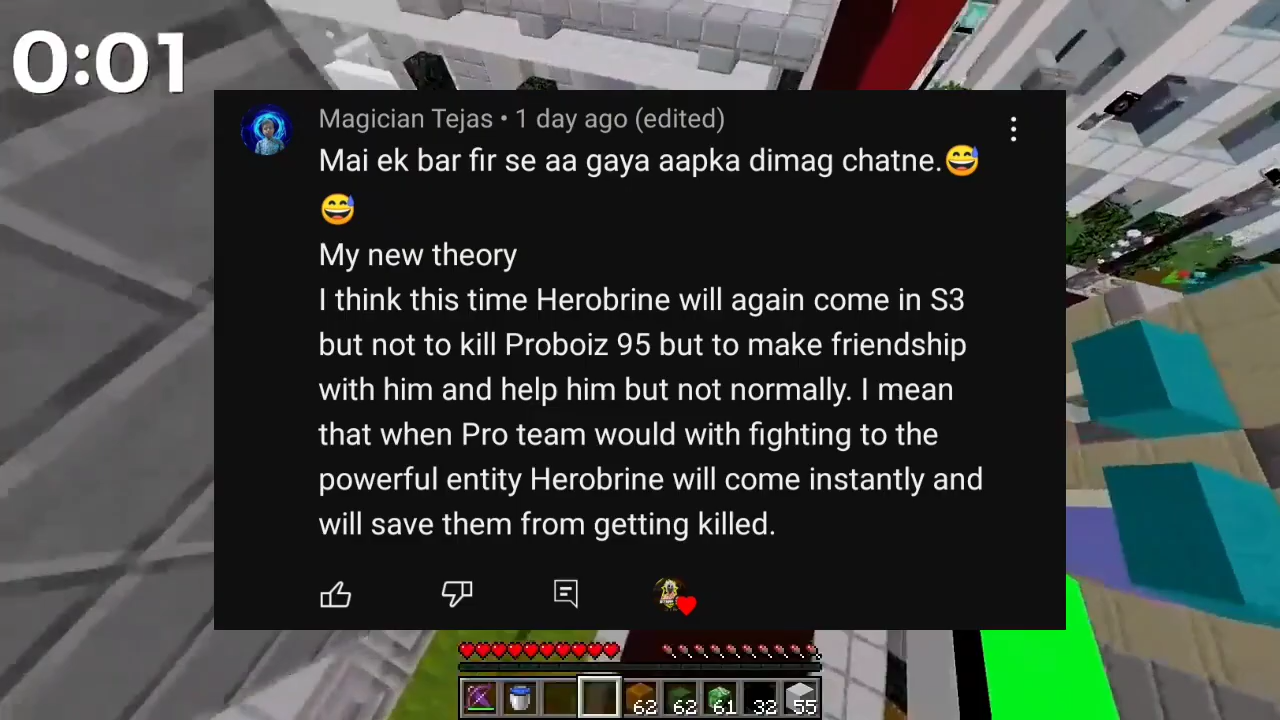 0:01
Magician Tejas • 1 day ago (edited)
Mai ek bar fir se aa gaya aapka dimag chatne.😅
😅
My new theory
I think this time Herobrine will again come in S3
but not to kill Proboiz 95 but to make friendship
with him and help him but not normally. I mean
that when Pro team would with fighting to the
powerful entity Herobrine will come instantly and
will save them from getting killed.
62 62 61 32 55